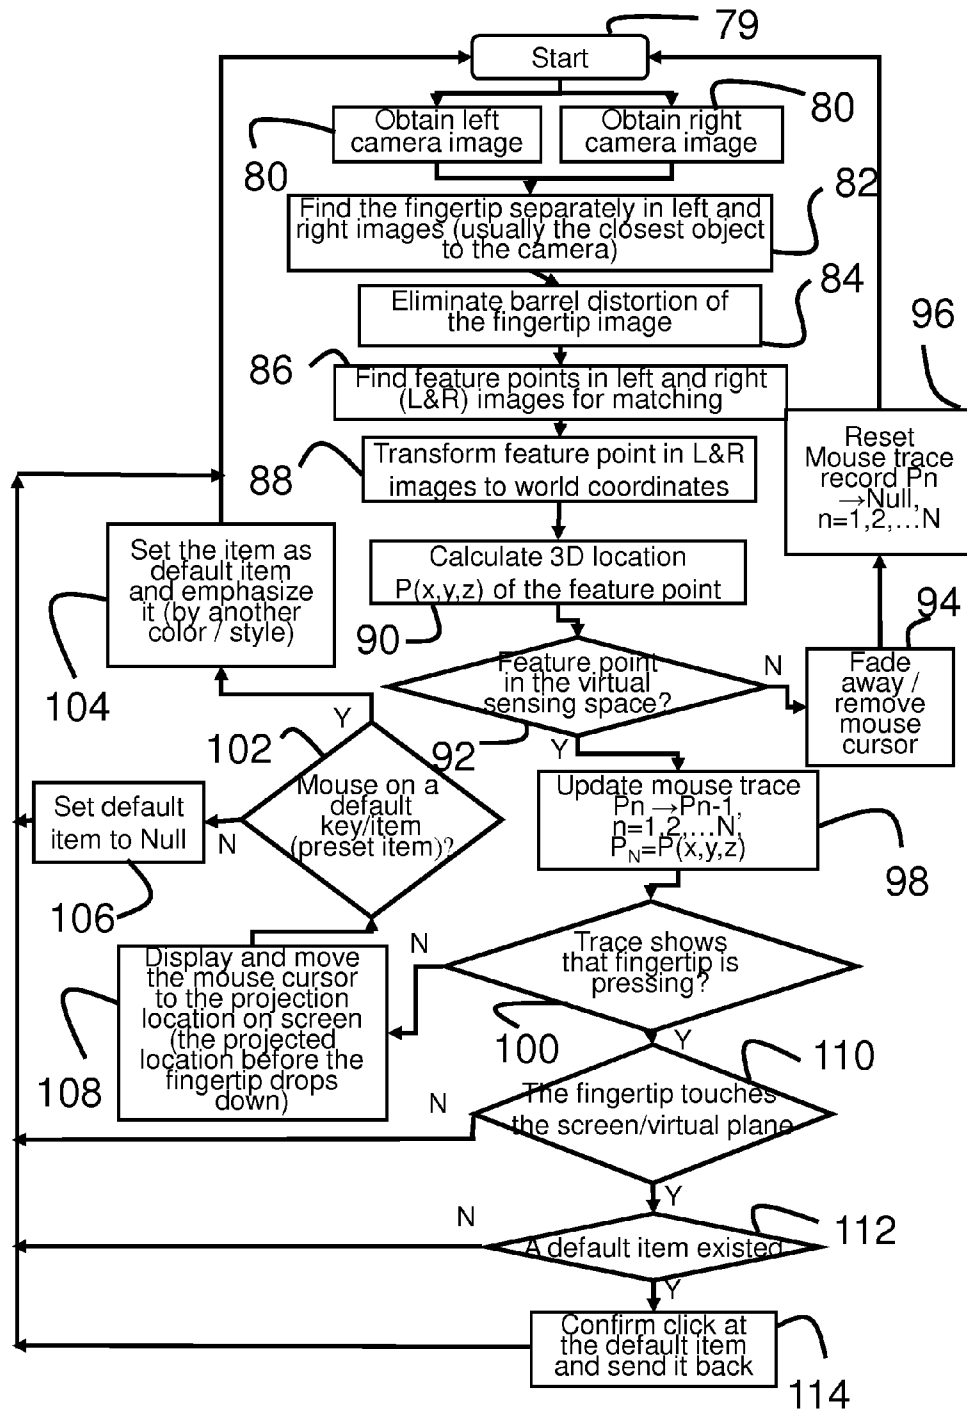 79
Start
80
Obtain left
camera image
Obtain right
camera image
80
82
Find the fingertip separately in left and
right images (usually the closest object
to the camera)
84
Eliminate barrel distortion of
the fingertip image
86
Find feature points in left and right
(L&R) images for matching
96
Reset
Mouse trace
record Pn
→Null,
n=1,2,...N
88
Transform feature point in L&R
images to world coordinates
Set the item as
default item
and emphasize
it (by another
color / style)
104
Calculate 3D location
P(x,y,z) of the feature point
90
94
Feature point
in the virtual
sensing space?
N
Fade
away /
remove
mouse
cursor
92
Y
Y
102
Mouse on a
default
key/item
(preset item)?
N
Set default
item to Null
106
Update mouse trace
Pn →Pn-1,
n=1,2,...N,
PN=P(x,y,z)
98
Trace shows
that fingertip is
pressing?
N
100
Y
Display and move
the mouse cursor
to the projection
location on screen
(the projected
location before the
fingertip drops
down)
108
110
The fingertip touches
the screen/virtual plane
N
Y
112
A default item existed
N
Y
Confirm click at
the default item
and send it back
114